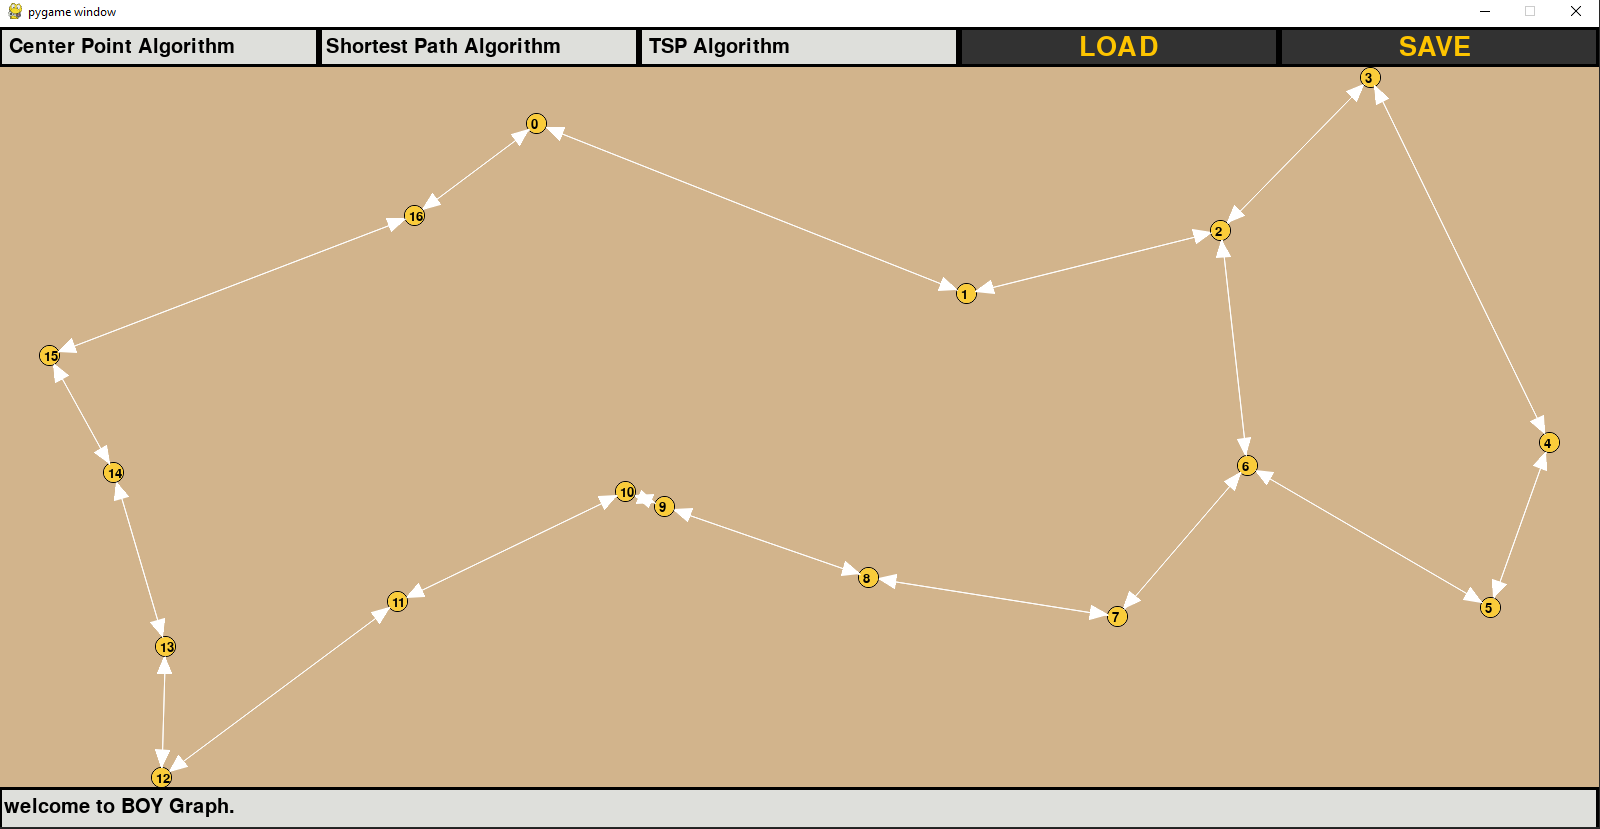 pygame window
Center Point Algorithm
Shortest Path Algorithm
TSP Algorithm
LOAD
SAVE
3
0
16
2
1
15
4
6
14
10
9
8
11
5
7
13
12
welcome to BOY Graph.